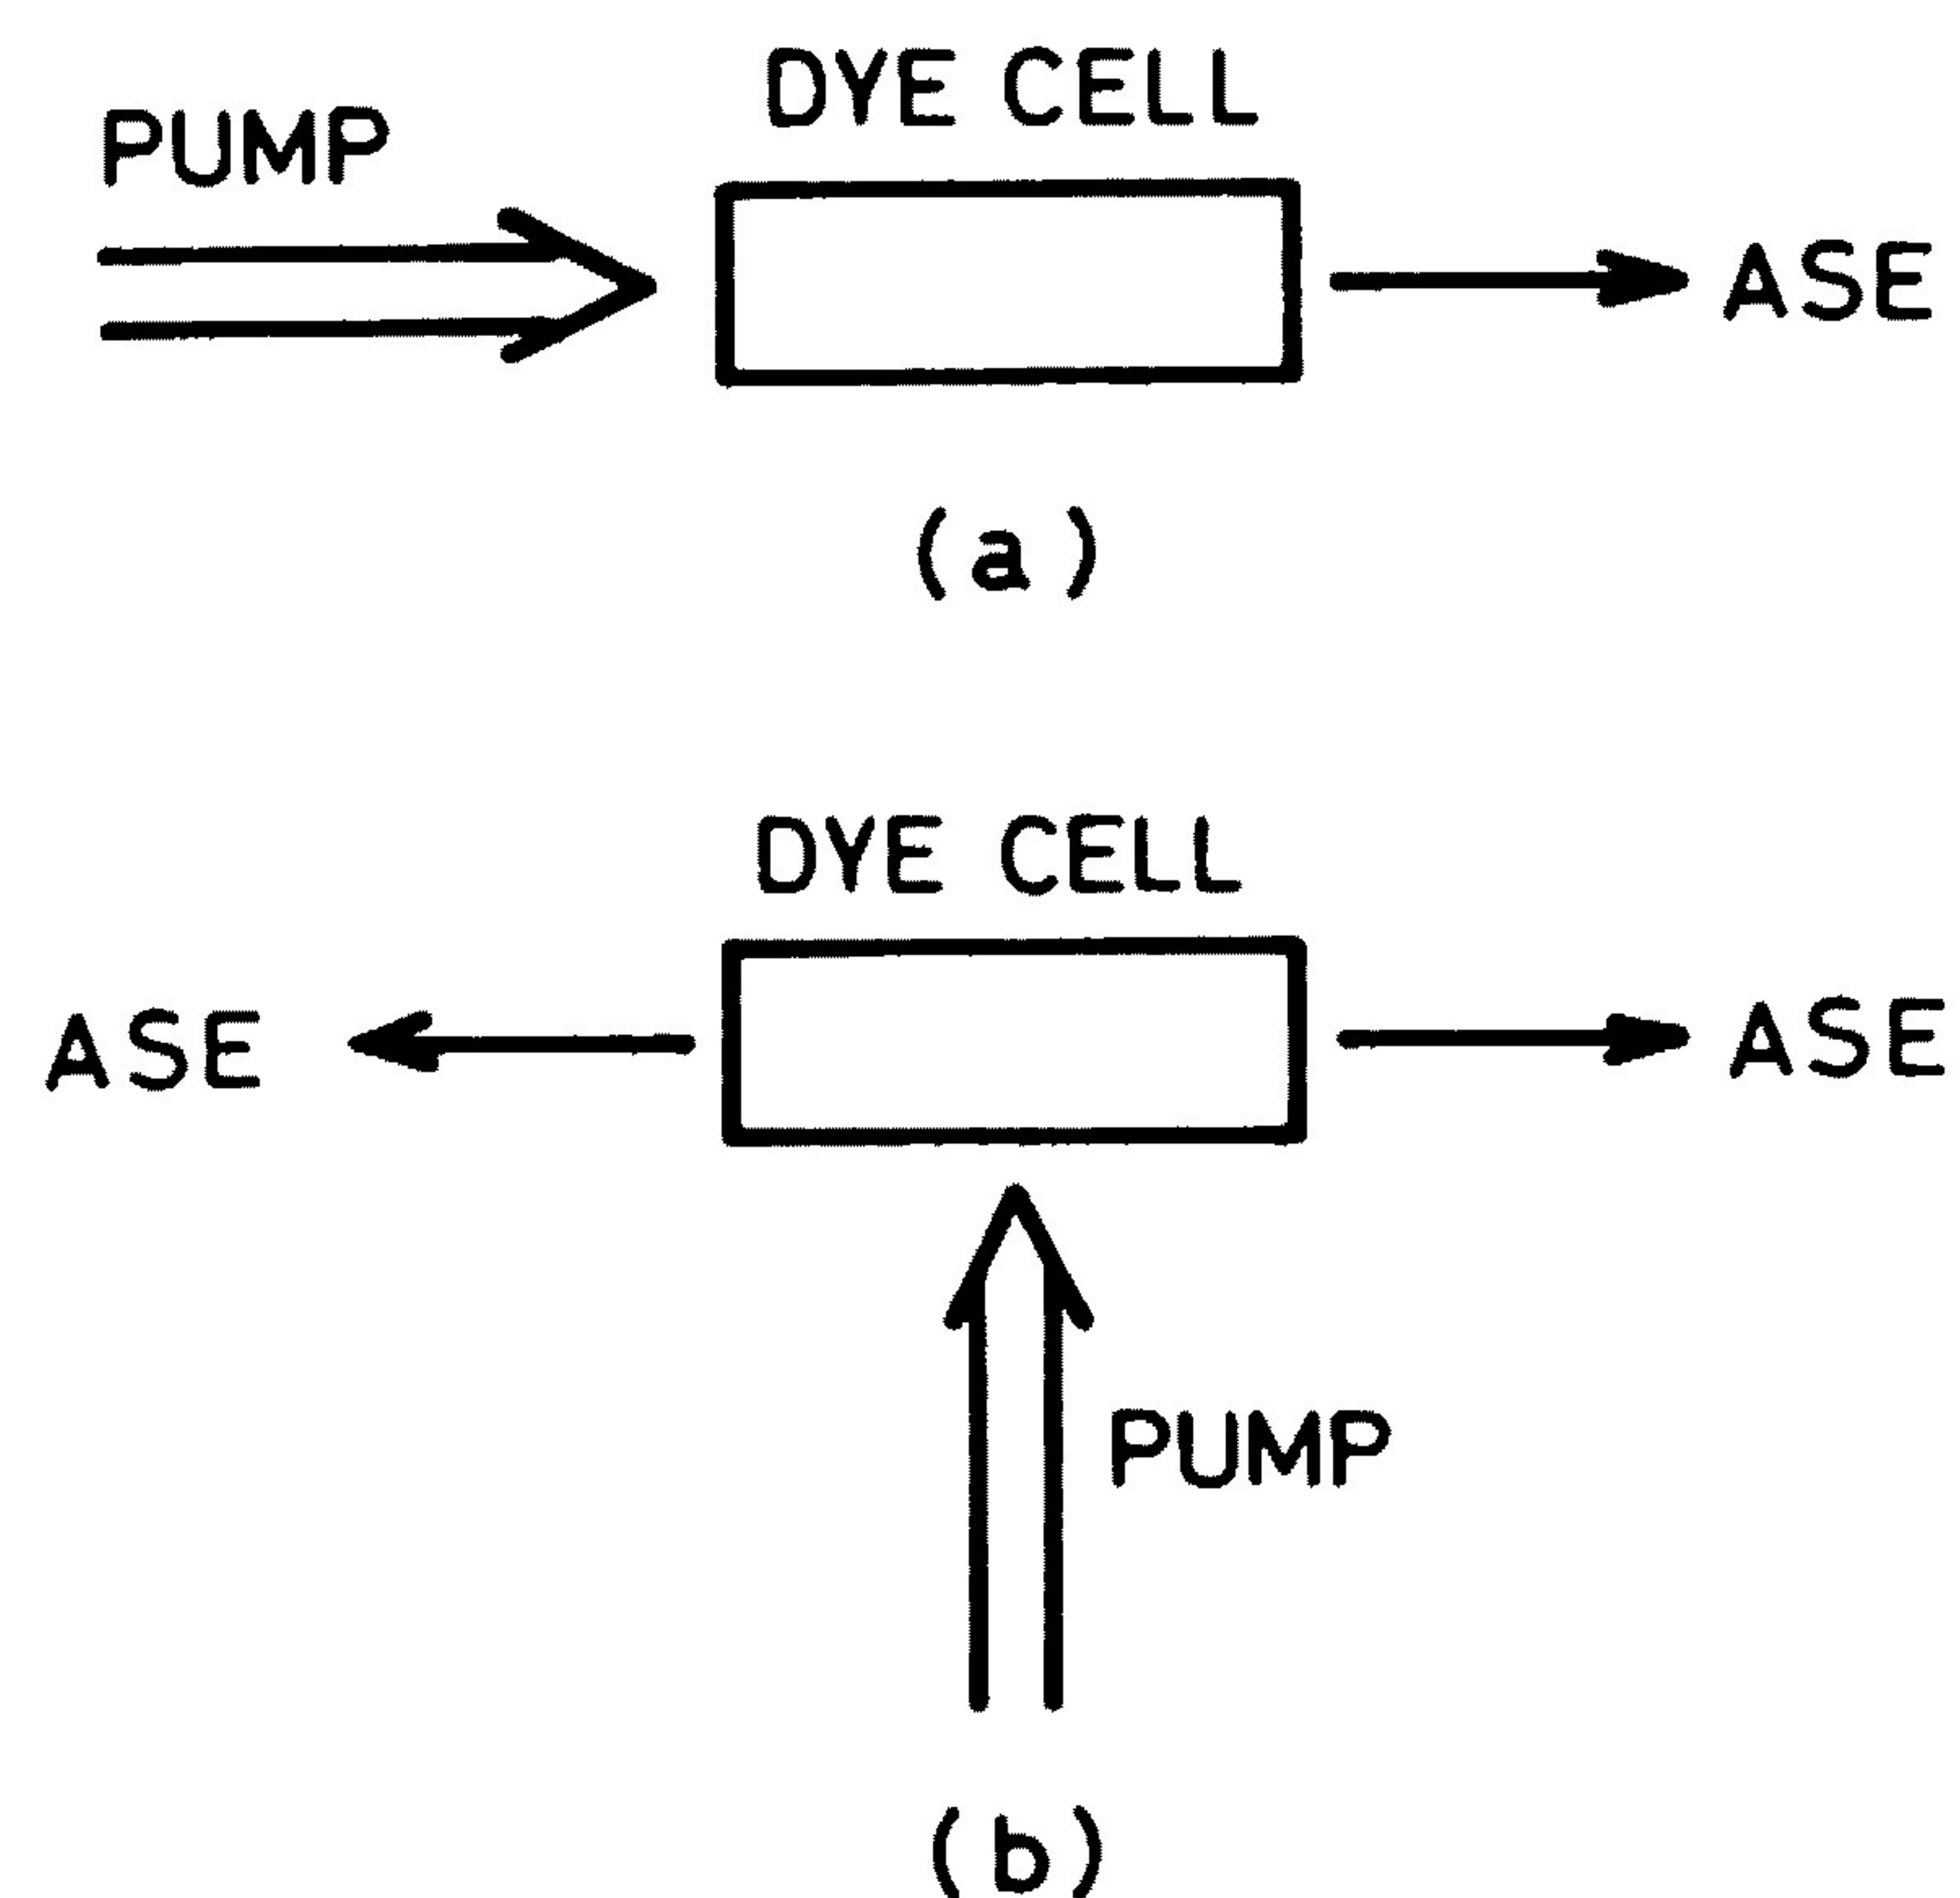 DYE CELL
PUMP
ASE
(a)
DYE CELL
ASE
ASE
PUMP
(b)